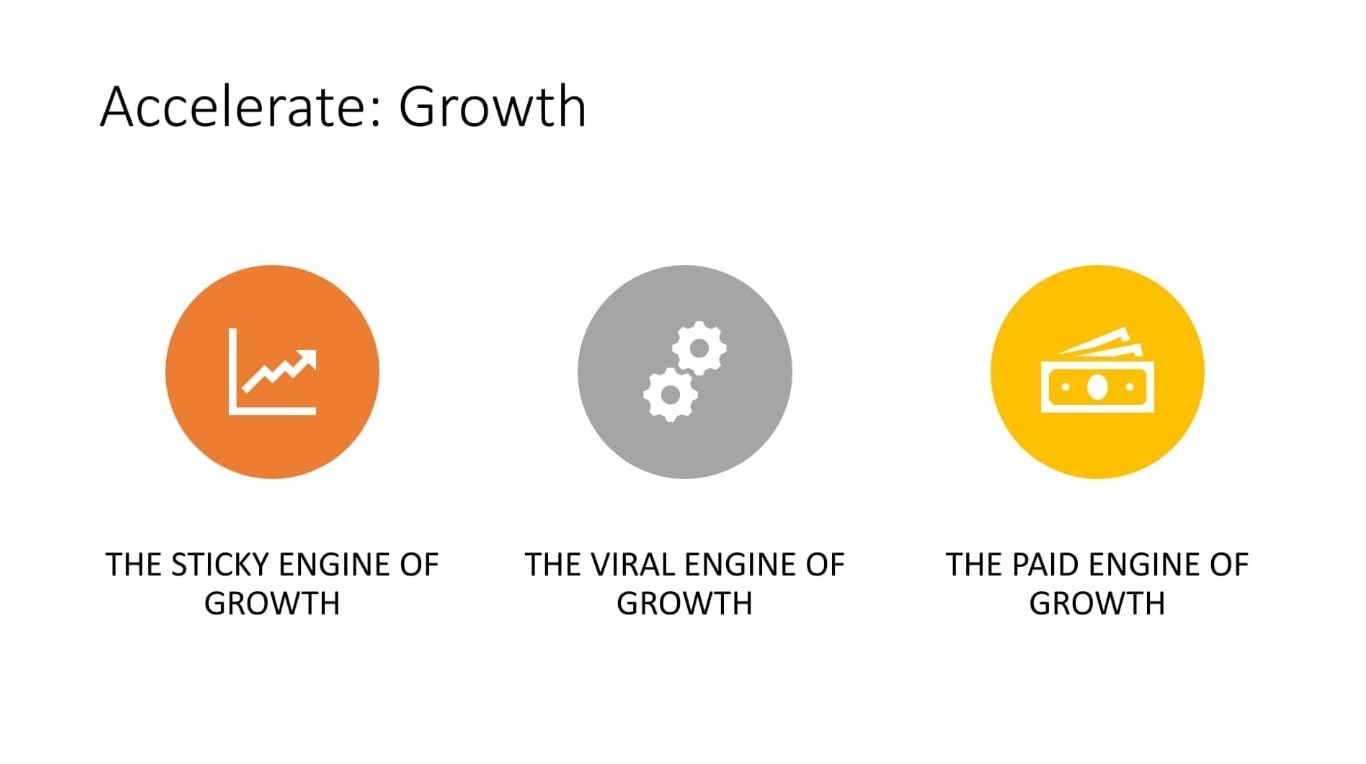 Accelerate: Growth
THE STICKY ENGINE OF
GROWTH
THE VIRAL ENGINE OF
GROWTH
THE PAID ENGINE OF
GROWTH